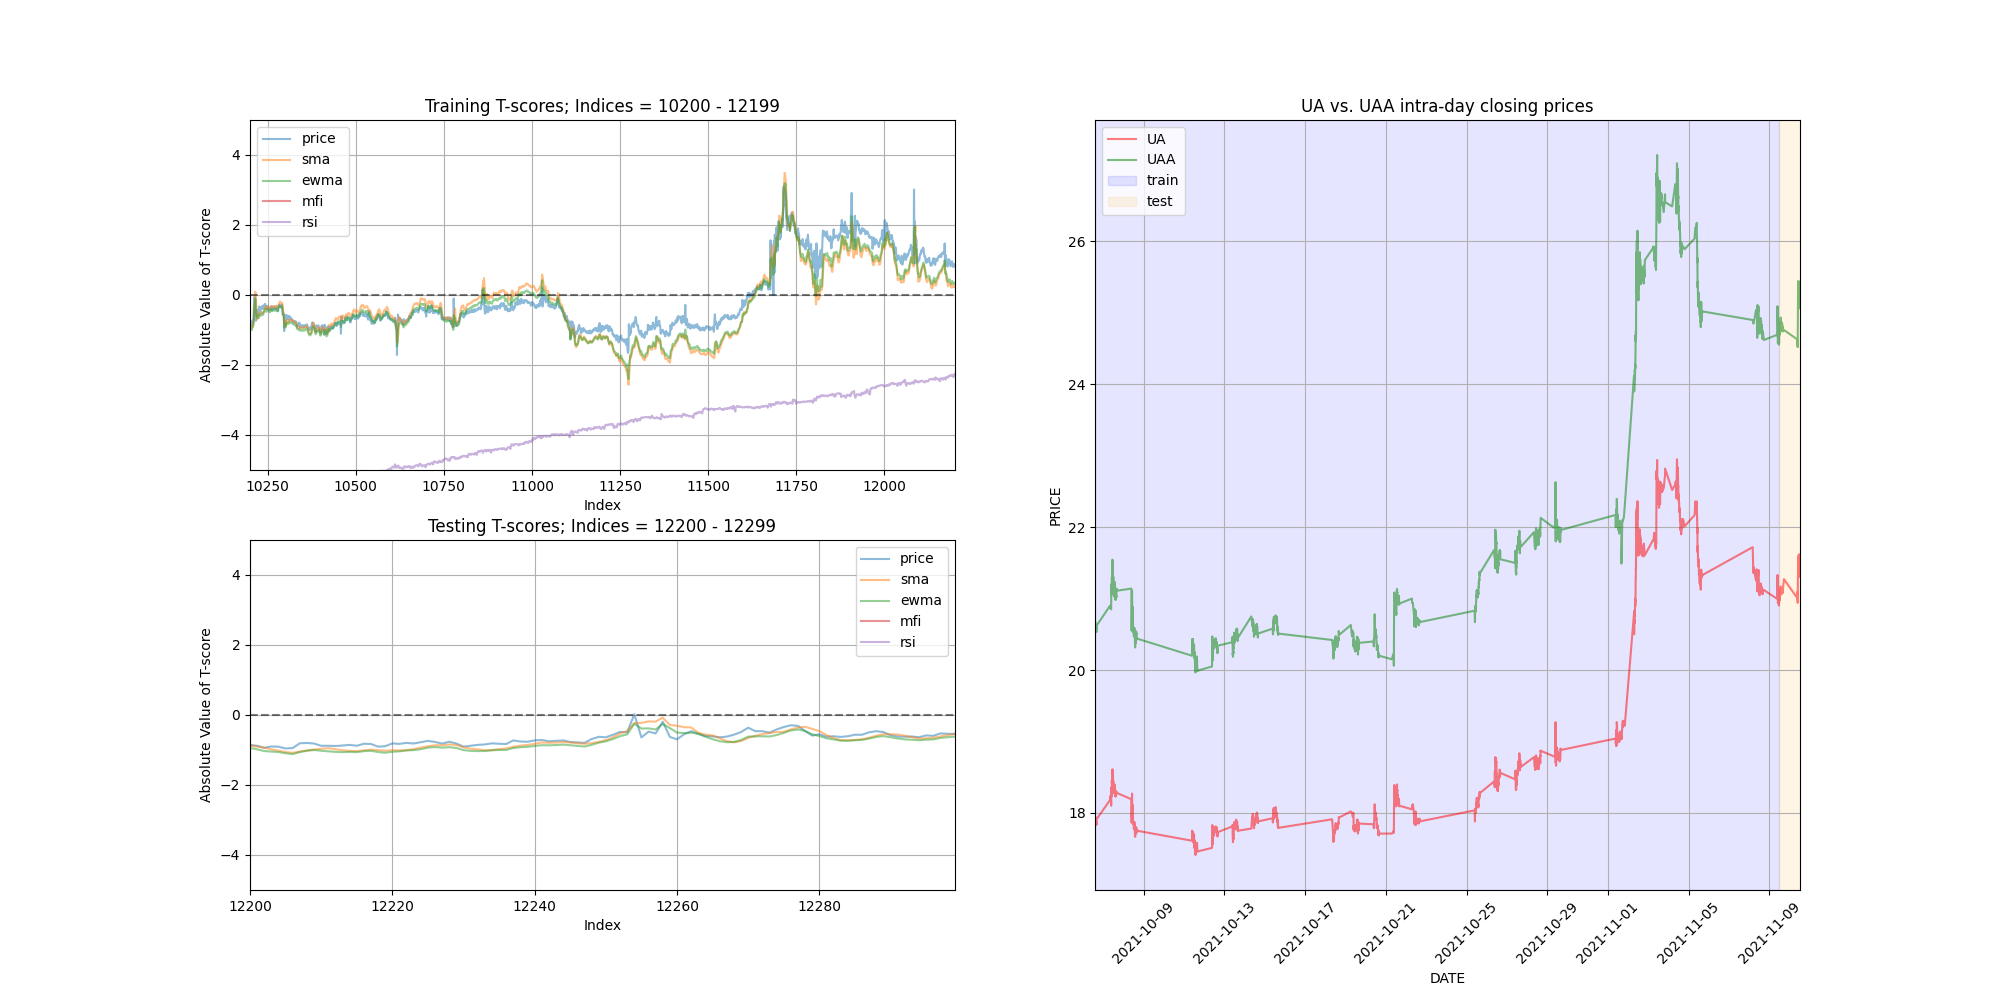 Training T-scores; Indices = 10200 - 12199
Absolute Value of T-score
4
2
0
−2
−4
price
sma
ewma
mfi
rsi
10250
10500
10750
11000
11250
11500
11750
12000
Index
Testing T-scores; Indices = 12200 - 12299
Absolute Value of T-score
4
2
0
−2
−4
price
sma
ewma
mfi
rsi
12200
12220
12240
12260
12280
Index
UA vs. UAA intra-day closing prices
PRICE
26
24
22
20
18
UA
UAA
train
test
2021-10-09
2021-10-13
2021-10-17
2021-10-21
2021-10-25
2021-10-29
2021-11-01
2021-11-05
2021-11-09
DATE